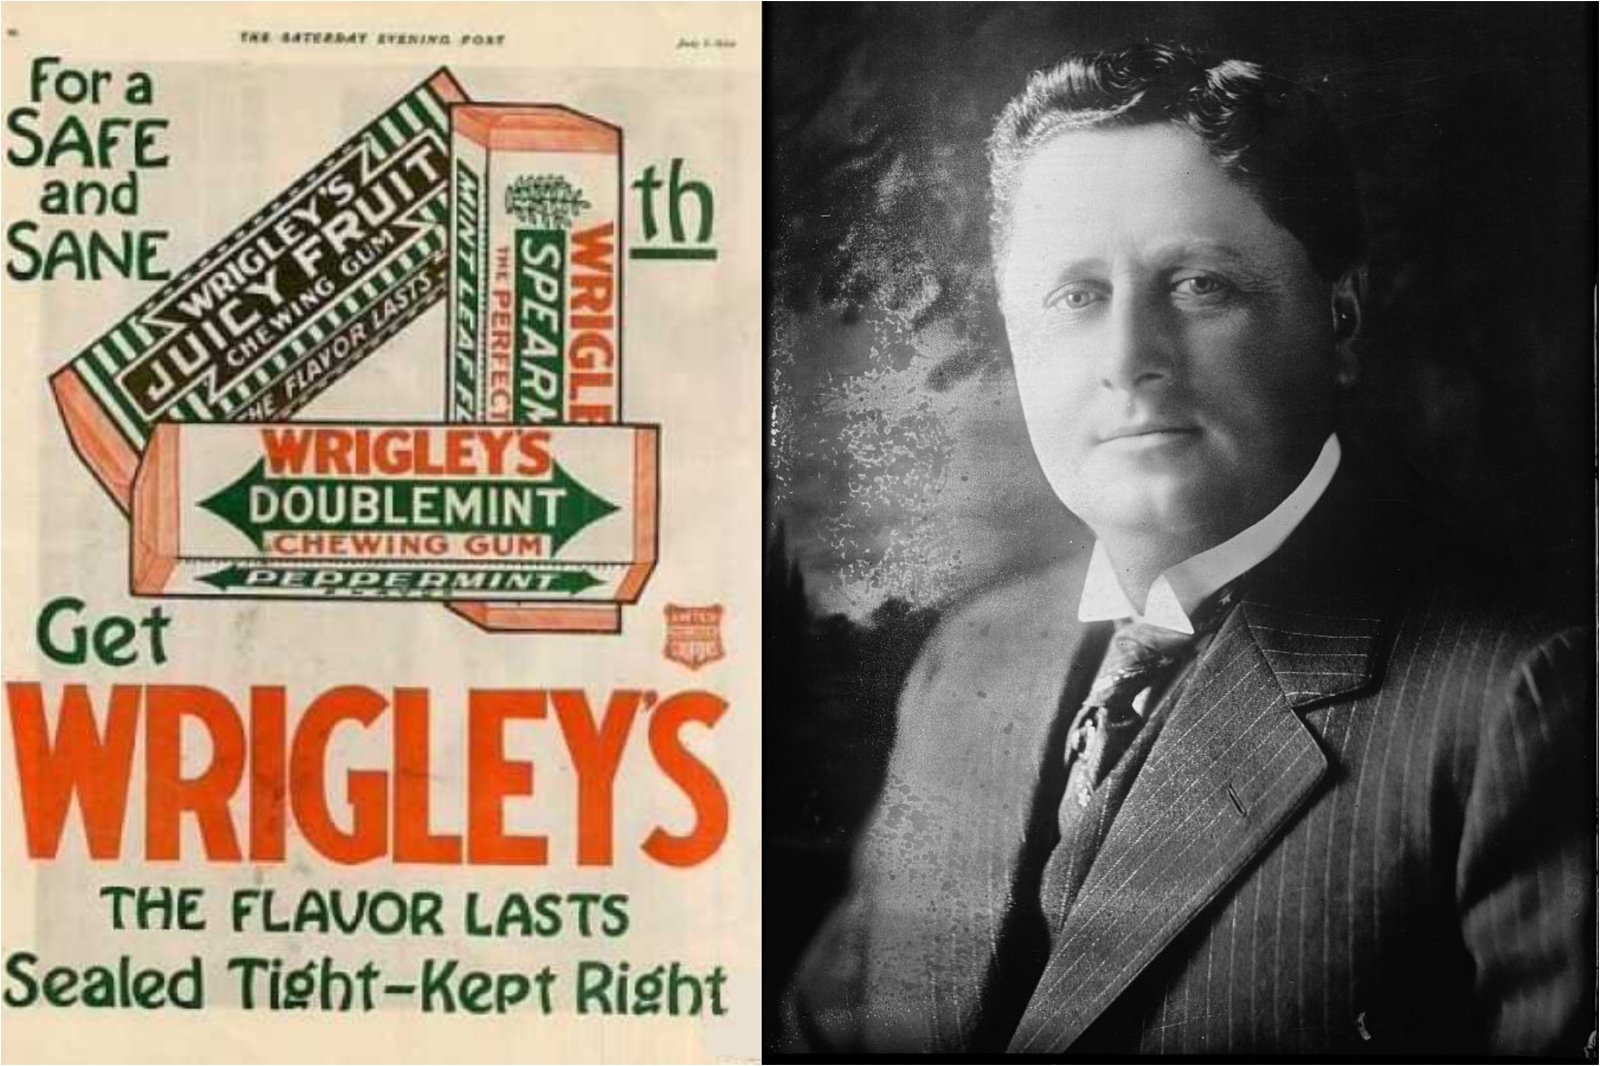 THE SATURDAY EVENING POST
For a
SAFE
and
SANE
th
WRIGLEY'S
JUICY FRUIT
CHEWING GUM
THE FLAVOR LASTS
MINT LEAF FL
THE PERFECT
SPEARM
WRIGLE
WRIGLEY'S
DOUBLEMINT
CHEWING GUM
PEPPERMINT
Get
WRIGLEY'S
THE FLAVOR LASTS
Sealed Tight–Kept Right